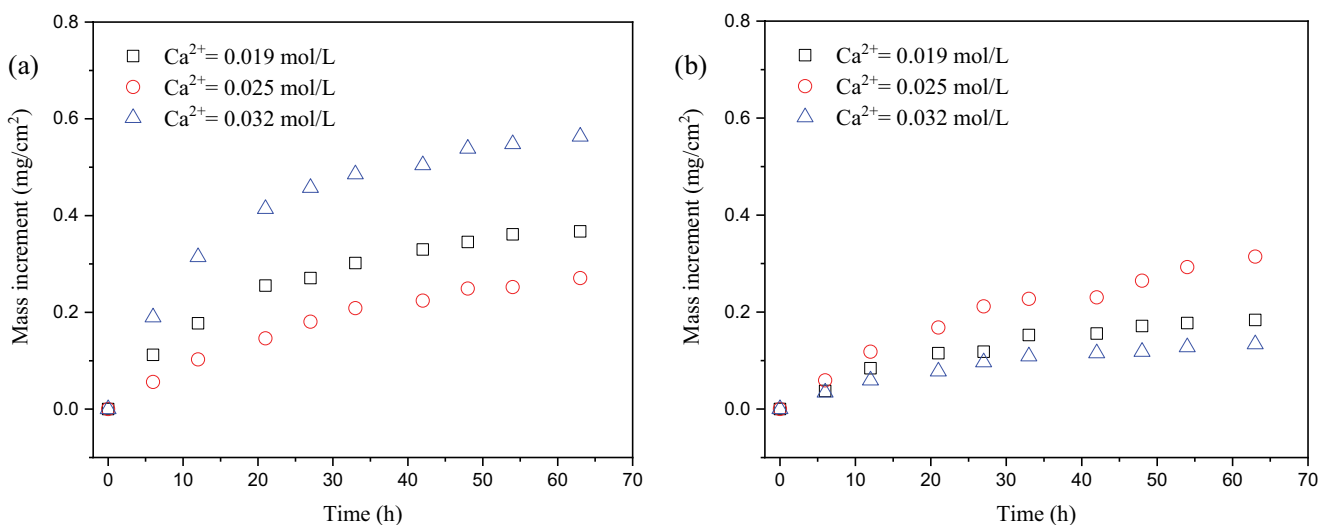 (a)
Ca²⁺= 0.019 mol/L
Ca²⁺= 0.025 mol/L
Ca²⁺= 0.032 mol/L
Mass increment (mg/cm²)
0.8
0.6
0.4
0.2
0.0
0 10 20 30 40 50 60 70
Time (h)
(b)
Ca²⁺= 0.019 mol/L
Ca²⁺= 0.025 mol/L
Ca²⁺= 0.032 mol/L
Mass increment (mg/cm²)
0.8
0.6
0.4
0.2
0.0
0 10 20 30 40 50 60 70
Time (h)